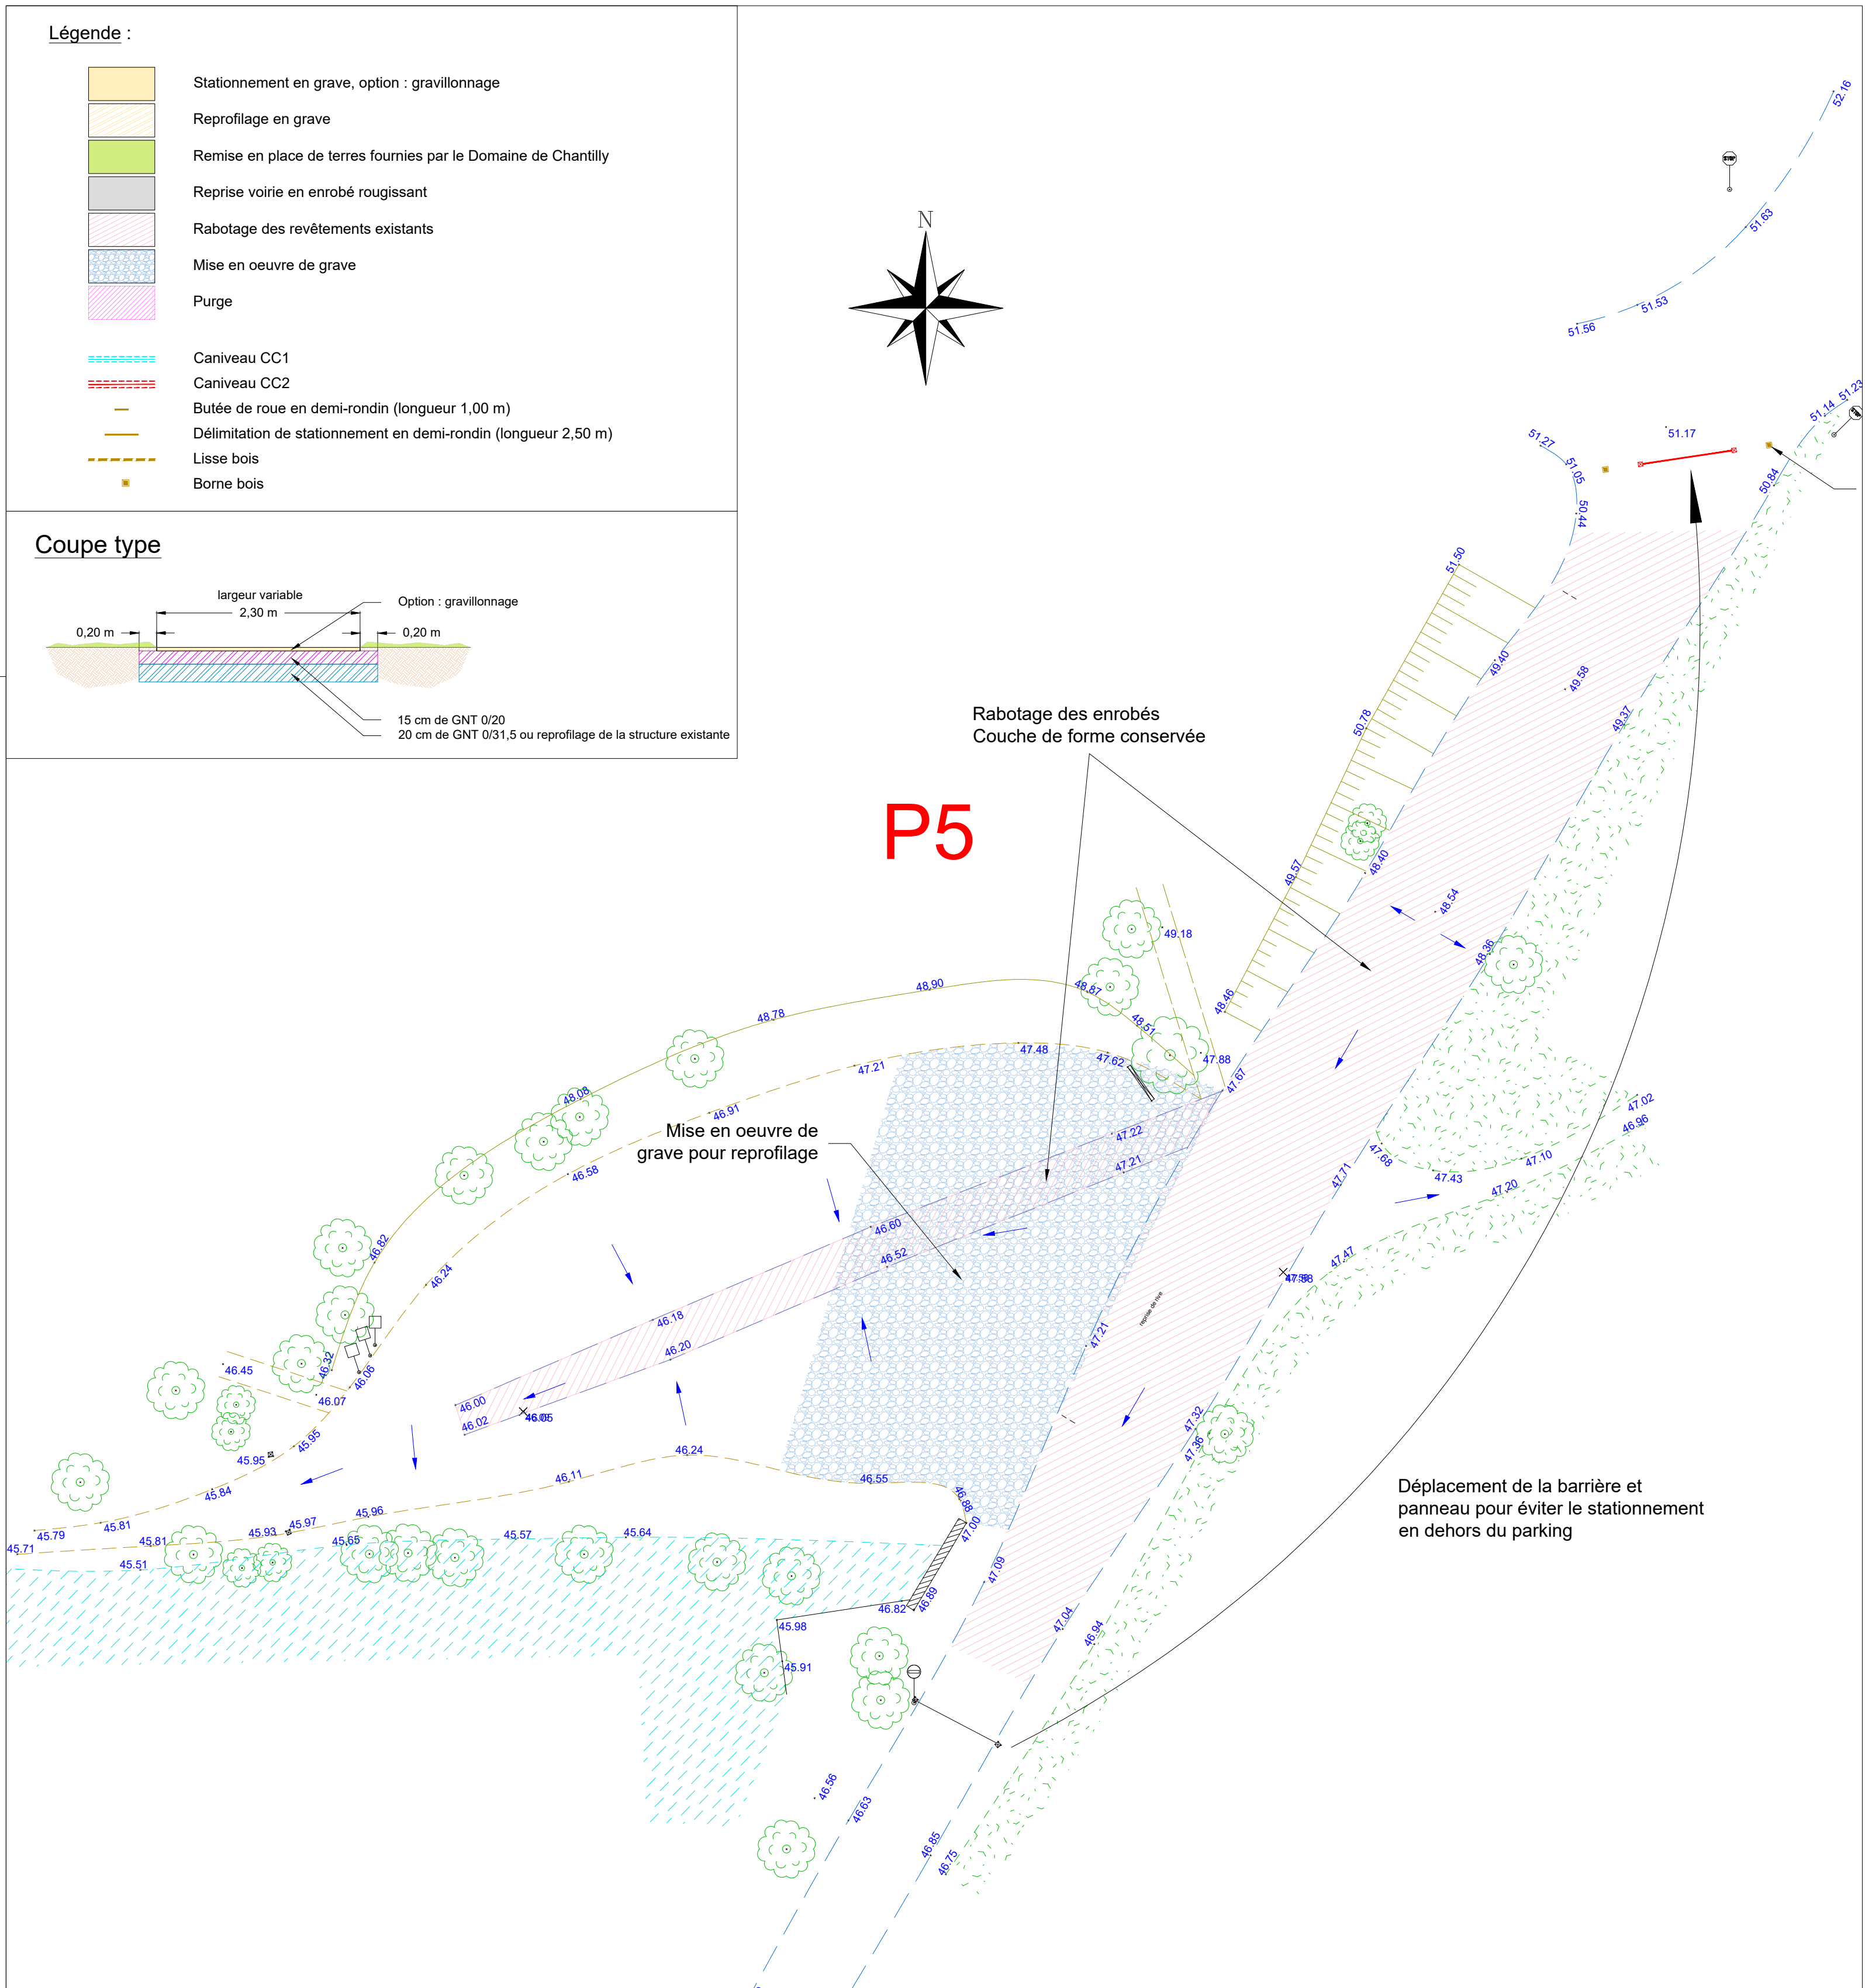 Légende :
Stationnement en grave, option : gravillonnage
Reprofilage en grave
Remise en place de terres fournies par le Domaine de Chantilly
Reprise voirie en enrobé rougissant
Rabotage des revêtements existants
Mise en oeuvre de grave
Purge
Caniveau CC1
Caniveau CC2
Butée de roue en demi-rondin (longueur 1,00 m)
Délimitation de stationnement en demi-rondin (longueur 2,50 m)
Lisse bois
Borne bois
Coupe type
largeur variable
2,30 m
Option : gravillonnage
0,20 m
0,20 m
15 cm de GNT 0/20
20 cm de GNT 0/31,5 ou reprofilage de la structure existante
N
52.16
STOP
51.63
51.53
51.56
51.23
51.14
51.17
51.27
51.05
50.84
50.44
51.50
49.40
49.58
49.37
50.78
Rabotage des enrobés
Couche de forme conservée
P5
49.57
48.40
48.54
48.36
49.18
48.46
48.90
48.87
48.78
48.51
47.48
47.62
47.88
47.67
47.21
48.08
46.91
47.02
46.96
Mise en oeuvre de
grave pour reprofilage
47.22
47.21
47.68
47.10
47.43
47.20
47.71
46.58
46.60
46.52
46.82
46.24
47.47
47.58
reprise de rive
46.18
46.20
47.21
46.45
46.32
46.06
46.07
46.00
46.02
46.05
47.32
47.36
45.95
45.95
46.24
46.11
46.55
46.88
Déplacement de la barrière et
panneau pour éviter le stationnement
en dehors du parking
45.84
45.79
45.81
45.96
45.97
45.93
45.81
45.71
45.65
45.57
45.64
45.51
47.00
47.09
46.82
46.89
45.98
47.04
46.94
45.91
46.56
46.63
46.85
46.75